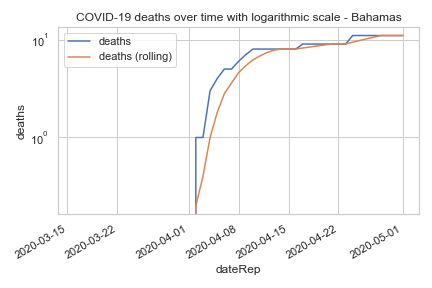 COVID-19 deaths over time with logarithmic scale - Bahamas
deaths
deaths (rolling)
10¹
10⁰
deaths
2020-03-15
2020-03-22
2020-04-01
2020-04-08
2020-04-15
2020-04-22
2020-05-01
dateRep